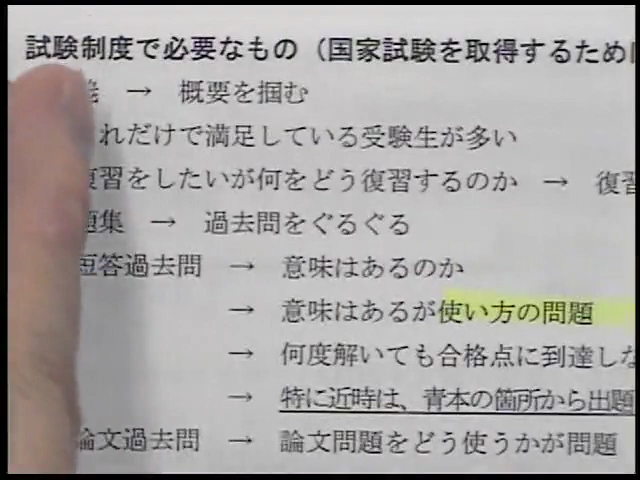 試験制度で必要なもの（国家試験を取得するため
→ 概要を掴む
れだけで満足している受験生が多い
復習をしたいが何をどう復習するのか → 復習
題集 → 過去問をぐるぐる
短答過去問 → 意味はあるのか
→ 意味はあるが使い方の問題
→ 何度解いても合格点に到達しな
→ 特に近時は、青本の箇所から出題
論文過去問 → 論文問題をどう使うかが問題